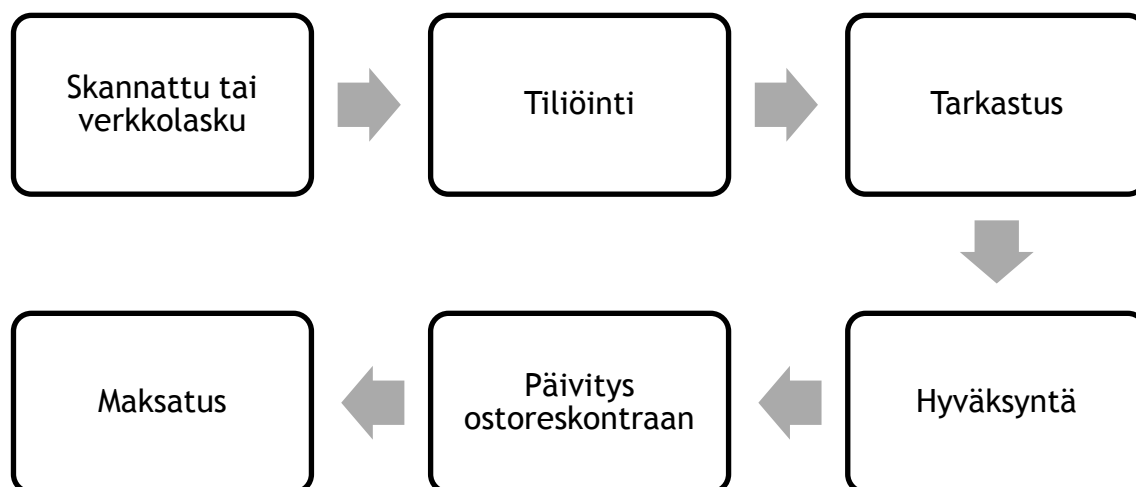 Skannattu tai
verkkolasku
Tiliöinti
Tarkastus
Hyväksyntä
Päivitys
ostoreskontraan
Maksatus